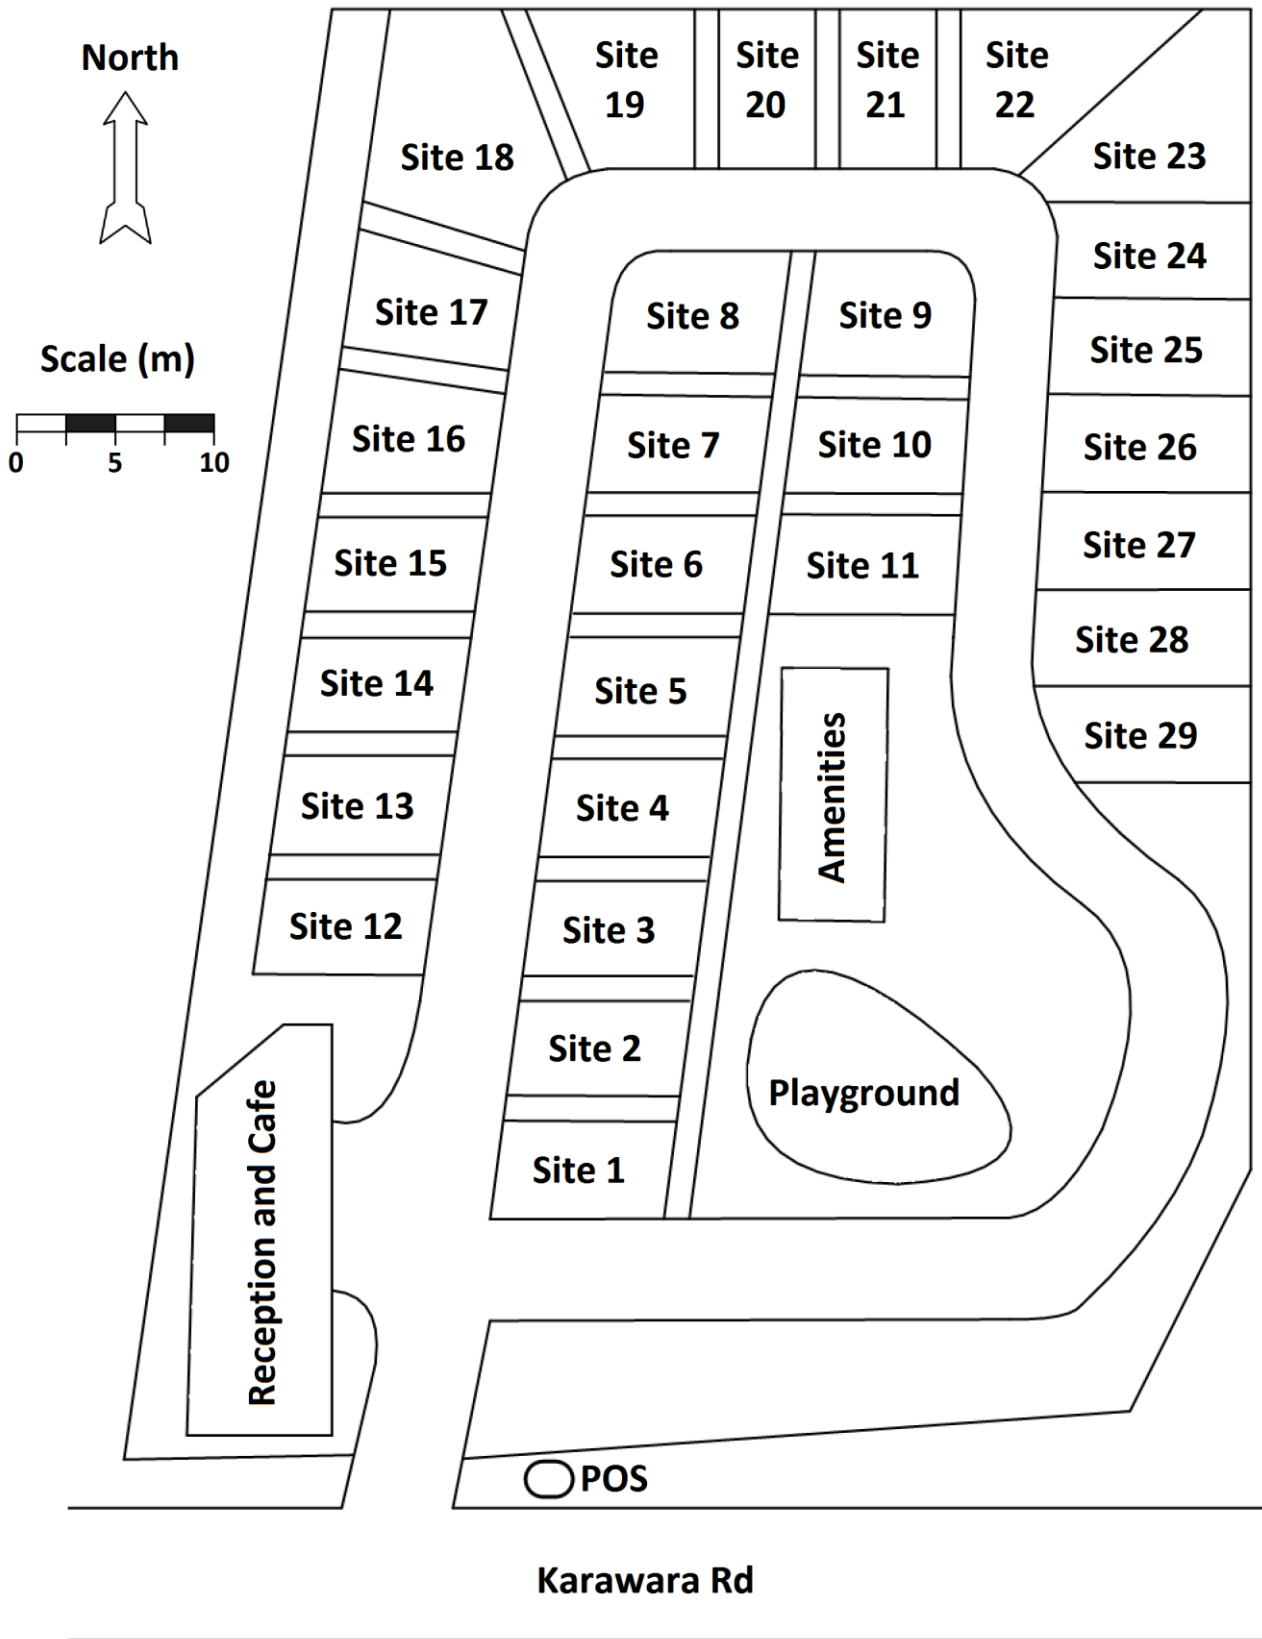 North
Site 19
Site 20
Site 21
Site 22
Site 18
Site 23
Site 24
Site 17
Site 8
Site 9
Site 25
Scale (m)
0 5 10
Site 16
Site 7
Site 10
Site 26
Site 15
Site 6
Site 11
Site 27
Site 14
Site 5
Site 28
Site 29
Site 13
Site 4
Amenities
Site 12
Site 3
Site 2
Playground
Site 1
Reception and Cafe
POS
Karawara Rd